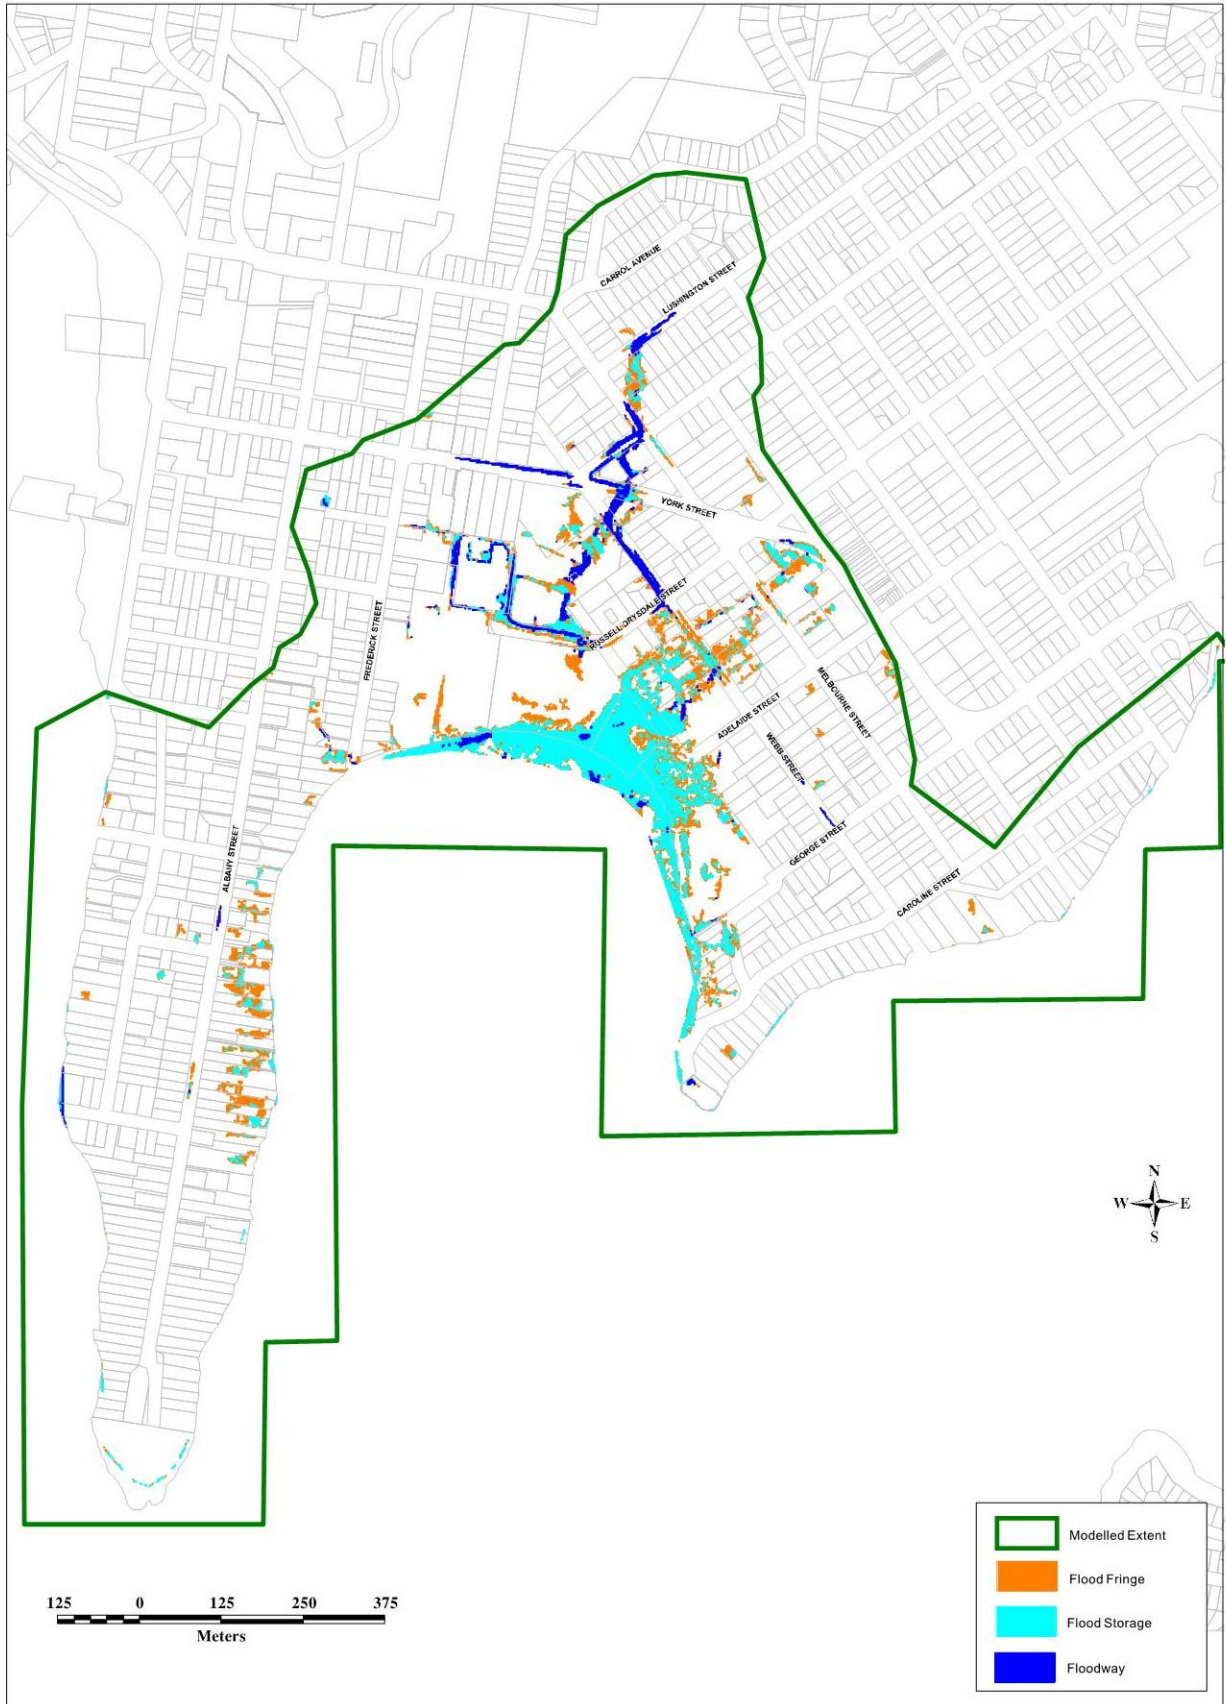 CARROL AVENUE
LUSHINGTON STREET
YORK STREET
RUSSELL DRYSDALE STREET
FREDERICK STREET
MELBOURNE STREET
ADELAIDE STREET
WEBB STREET
GEORGE STREET
ALBANY STREET
CAROLINE STREET
N
W E
S
Modelled Extent
Flood Fringe
Flood Storage
Floodway
125 0 125 250 375
Meters